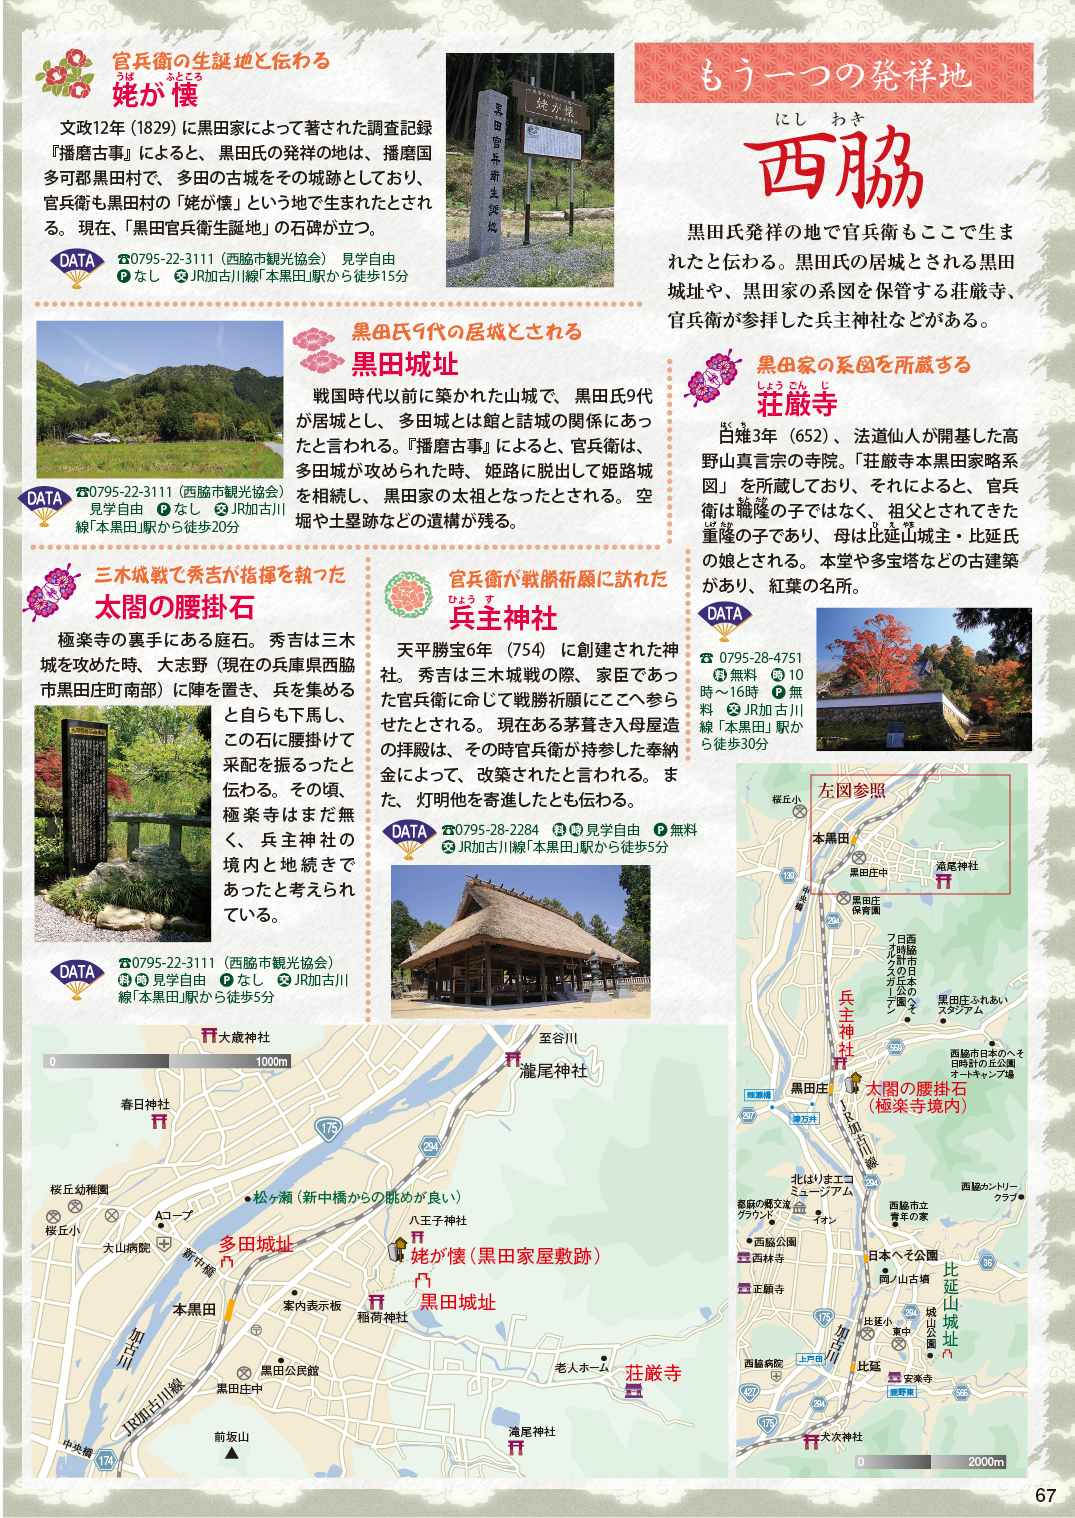 もう一つの発祥地
にし わき
西脇
黒田氏発祥の地で官兵衛もここで生ま
れたと伝わる。黒田氏の居城とされる黒田
城址や、黒田家の系図を保管する荘厳寺、
官兵衛が参拝した兵主神社などがある。
官兵衛の生誕地と伝わる
うば ふところ
姥が懐
文政12年（1829）に黒田家によって著された調査記録
『播磨古事』によると、黒田氏の発祥の地は、播磨国
多可郡黒田村で、多田の古城をその城跡としており、
官兵衛も黒田村の「姥が懐」という地で生まれたとされ
る。現在、「黒田官兵衛生誕地」の石碑が立つ。
DATA
☎0795-22-3111（西脇市観光協会） 見学自由
Pなし 交JR加古川線「本黒田」駅から徒歩15分
黒田官兵衛生誕地
姥が懐
黒田氏9代の居城とされる
黒田城址
戦国時代以前に築かれた山城で、黒田氏9代
が居城とし、多田城とは館と詰城の関係にあっ
たと言われる。『播磨古事』によると、官兵衛は、
多田城が攻められた時、姫路に脱出して姫路城
を相続し、黒田家の太祖となったとされる。空
堀や土塁跡などの遺構が残る。
DATA
☎0795-22-3111（西脇市観光協会）
見学自由 Pなし 交JR加古川
線「本黒田」駅から徒歩20分
黒田家の系図を所蔵する
しょう ごん じ
荘厳寺
はく ち
白雉3年（652）、法道仙人が開基した高
野山真言宗の寺院。「荘厳寺本黒田家略系
図」を所蔵しており、それによると、官兵
もと たか
衛は職隆の子ではなく、祖父とされてきた
しげ たか ひ え やま
重隆の子であり、母は比延山城主・比延氏
の娘とされる。本堂や多宝塔などの古建築
があり、紅葉の名所。
DATA
☎ 0795-28-4751
料無料 時10
時〜16時 P無
料 交JR加古川
線「本黒田」駅か
ら徒歩30分
三木城戦で秀吉が指揮を執った
太閤の腰掛石
極楽寺の裏手にある庭石。秀吉は三木
城を攻めた時、大志野（現在の兵庫県西脇
市黒田庄町南部）に陣を置き、兵を集める
と自らも下馬し、
この石に腰掛けて
采配を振るったと
伝わる。その頃、
極楽寺はまだ無
く、兵主神社の
境内と地続きで
あったと考えられ
ている。
DATA
☎0795-22-3111（西脇市観光協会）
料時見学自由 Pなし 交JR加古川
線「本黒田」駅から徒歩5分
官兵衛が戦勝祈願に訪れた
ひょう す
兵主神社
天平勝宝6年（754）に創建された神
社。秀吉は三木城戦の際、家臣であっ
た官兵衛に命じて戦勝祈願にここへ参ら
せたとされる。現在ある茅葺き入母屋造
の拝殿は、その時官兵衛が持参した奉納
金によって、改築されたと言われる。ま
た、灯明他を寄進したとも伝わる。
DATA
☎0795-28-2284 料時見学自由 P無料
交JR加古川線「本黒田」駅から徒歩5分
0 1000m
大歳神社
至谷川
瀧尾神社
春日神社
175
294
桜丘幼稚園
桜丘小
松ヶ瀬（新中橋からの眺めが良い）
Aコープ
大山病院
新中橋
多田城址
八王子神社
姥が懐（黒田家屋敷跡）
黒田城址
本黒田
案内表示板
稲荷神社
加古川
黒田公民館
黒田庄中
老人ホーム
荘厳寺
JR加古川線
中央橋
174
前坂山
滝尾神社
左図参照
桜丘小
本黒田
黒田庄中
滝尾神社
139
中央橋
黒田庄
保育園
294
西脇市日本のへそ
日時計の丘公園
フォルクスガーデン
黒田庄ふれあい
スタジアム
兵主神社
559
西脇市日本のへそ
日時計の丘公園
オートキャンプ場
黒田庄
太閤の腰掛石
（極楽寺境内）
297
津万井
JR加古川線
北はりまエコ
ミュージアム
294
西脇カントリー
クラブ
都麻の郷交流
グラウンド
イオン
西脇市立
青年の家
西脇公園
西林寺
日本へそ公園
36
岡ノ山古墳
正願寺
比延山城址
175
294
城山公園
比延小
東中
加古川
上戸田
西脇病院
比延
安楽寺
鹿野東
427
294
566
175
犬次神社
0 2000m
67